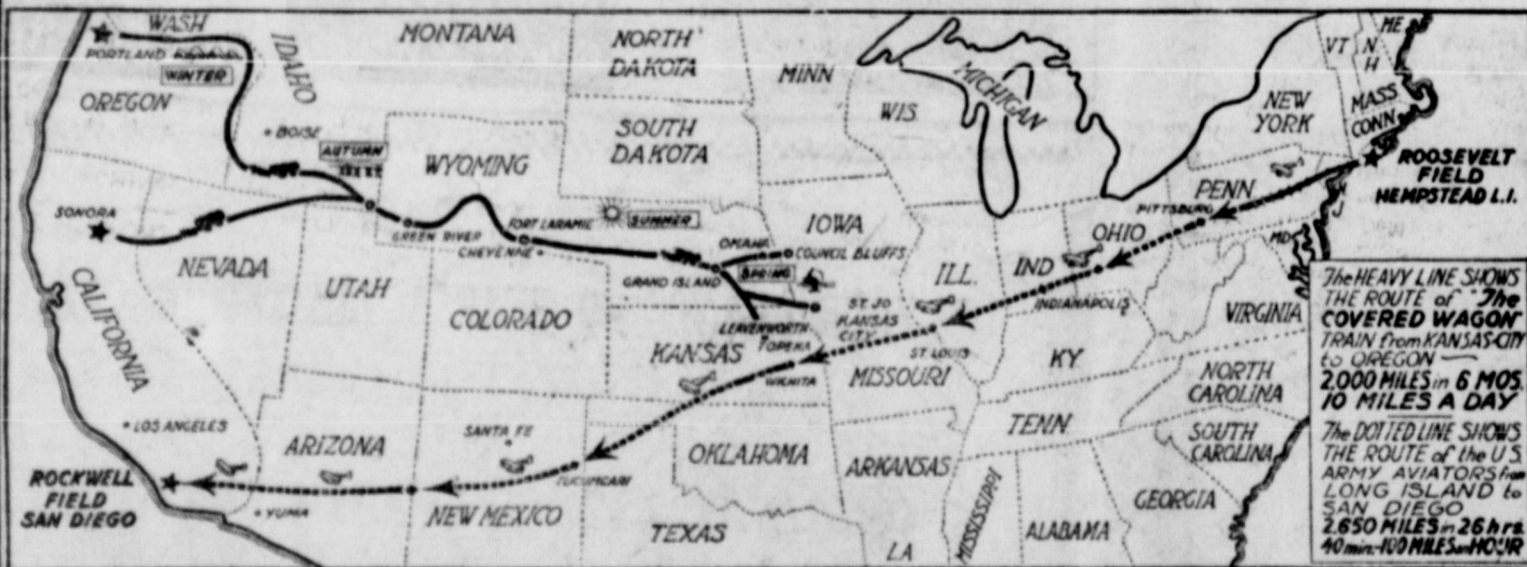 WASH
PORTLAND
WINTER
OREGON
IDAHO
BOISE
AUTUMN
MONTANA
NORTH
DAKOTA
SOUTH
DAKOTA
MINN
WIS
MICHIGAN
WYOMING
SONORA
GREEN RIVER
FORT LARAMIE
CHEYENNE
SUMMER
OMAHA
IOWA
COUNCIL BLUFFS
GRAND ISLAND
SPRING
ST. JO
LEAVENWORTH
KANSAS
CITY
TOPEKA
NEVADA
UTAH
CALIFORNIA
COLORADO
KANSAS
WICHITA
ST. LOUIS
MISSOURI
ILL
IND
INDIANAPOLIS
OHIO
KY
PITTSBURG
PENN
NEW
YORK
VT
N
H
ME
MASS
CONN
N
J
MD
ROOSEVELT
FIELD
HEMPSTEAD L.I.
VIRGINIA
NORTH
CAROLINA
SOUTH
CAROLINA
TENN
GEORGIA
ALABAMA
MISSISSIPPI
LA
ARKANSAS
OKLAHOMA
TEXAS
TUCUMCARI
SANTA FE
NEW MEXICO
ARIZONA
LOS ANGELES
YUMA
ROCKWELL
FIELD
SAN DIEGO
The HEAVY LINE SHOWS
THE ROUTE of "The
COVERED WAGON"
TRAIN from KANSAS-CITY
to OREGON —
2,000 MILES in 6 MOS.
10 MILES A DAY
The DOTTED LINE SHOWS
THE ROUTE of the U.S.
ARMY AVIATORS from
LONG ISLAND to
SAN DIEGO
2.650 MILES in 26 hrs.
40 min.-100 MILES an HOUR